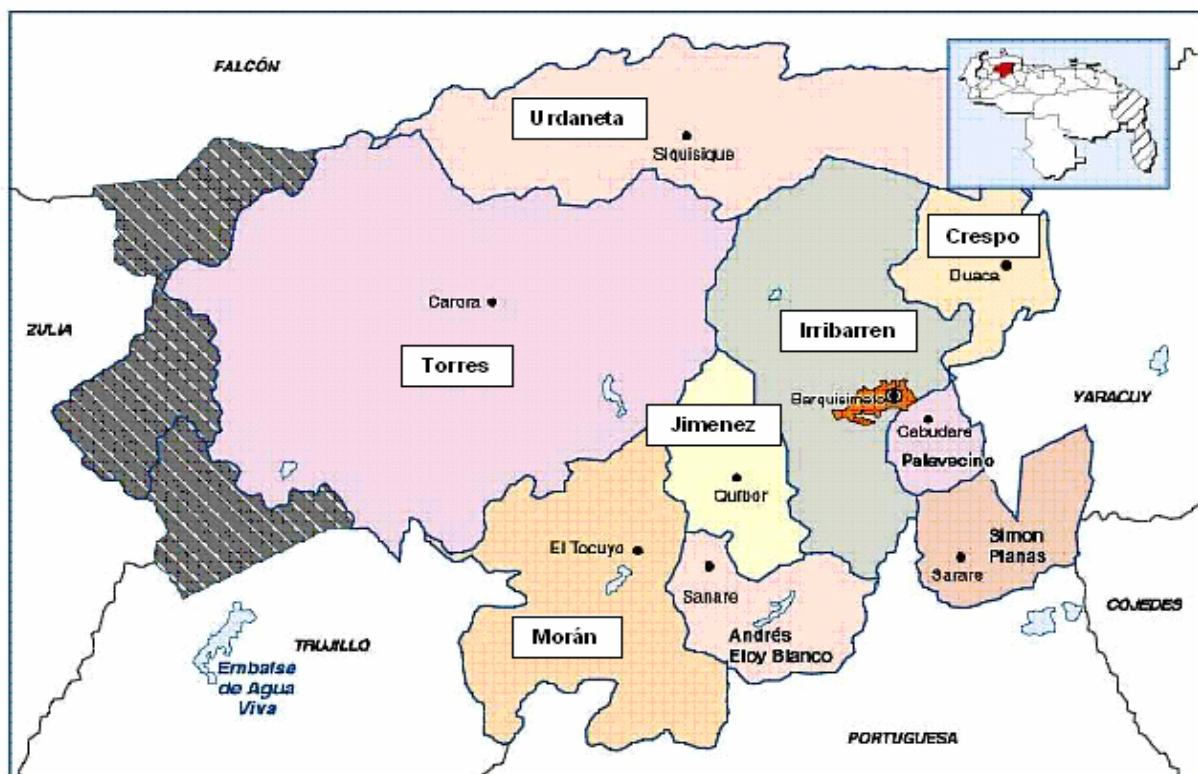 FALCÓN
Urdaneta
Siquisique
Crespo
Duaca
Carora
ZULIA
Irribarren
Torres
Barquisimeto
YARACUY
Jimenez
Cabudare
Palavecino
Quibor
El Tocuyo
Simon
Planas
Sarare
Sanare
COJEDES
Morán
Andrés
Eloy Blanco
TRUJILLO
Embalse
de Agua
Viva
PORTUGUESA